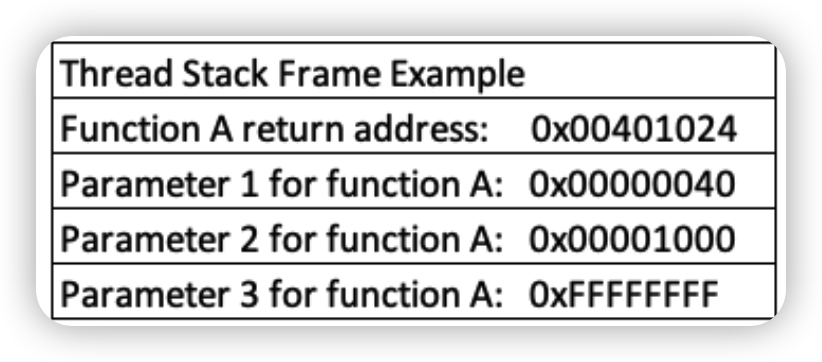 Thread Stack Frame Example
Function A return address: 0x00401024
Parameter 1 for function A: 0x00000040
Parameter 2 for function A: 0x00001000
Parameter 3 for function A: 0xFFFFFFFF